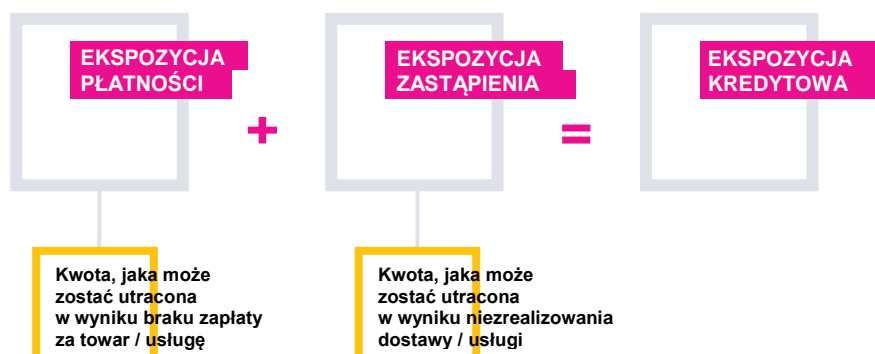 EKSPOZYCJA
PŁATNOŚCI
+
EKSPOZYCJA
ZASTĄPIENIA
=
EKSPOZYCJA
KREDYTOWA
Kwota, jaka może
zostać utracona
w wyniku braku zapłaty
za towar / usługę
Kwota, jaka może
zostać utracona
w wyniku niezrealizowania
dostawy / usługi